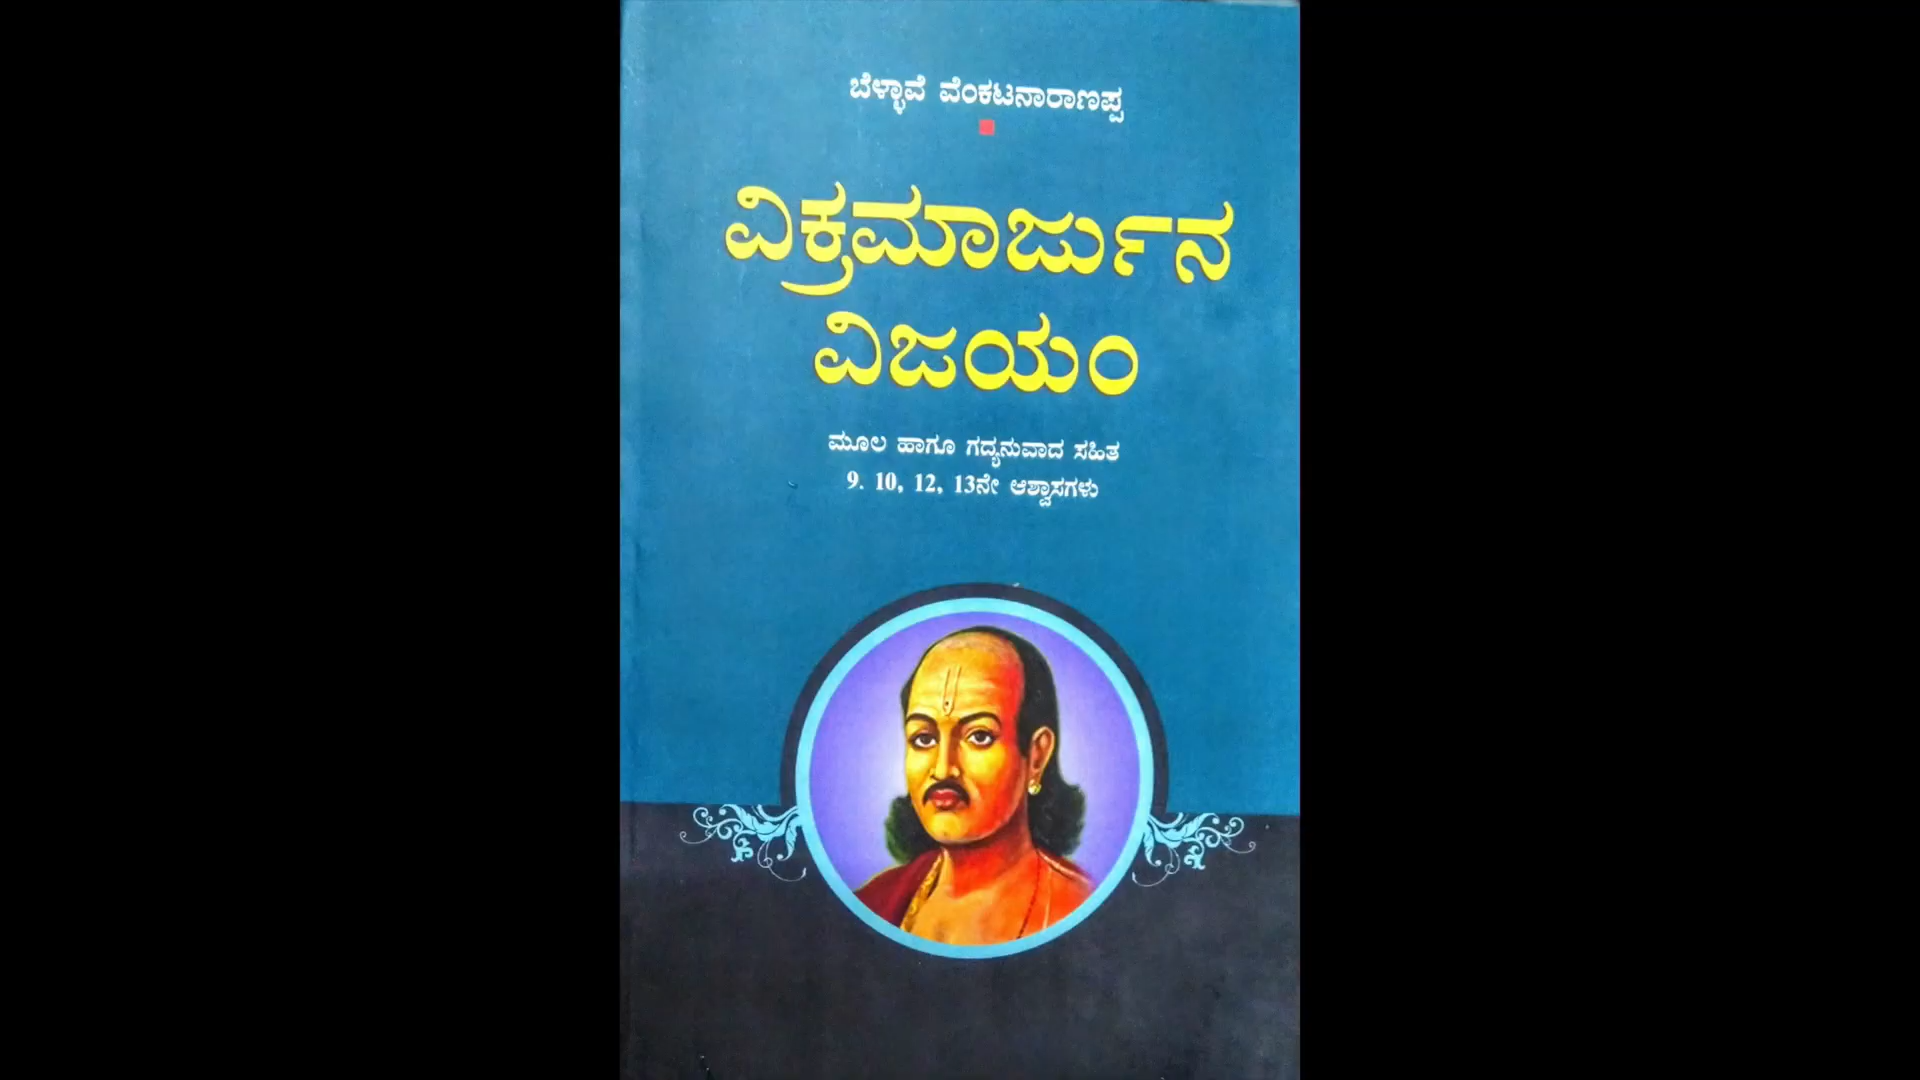 ಬೆಳ್ಳಾವೆ ವೆಂಕಟನಾರಾಣಪ್ಪ
ವಿಕ್ರಮಾರ್ಜುನ
ವಿಜಯಂ
ಮೂಲ ಹಾಗೂ ಗದ್ಯನುವಾದ ಸಹಿತ
9. 10, 12, 13ನೇ ಆಶ್ವಾಸಗಳು